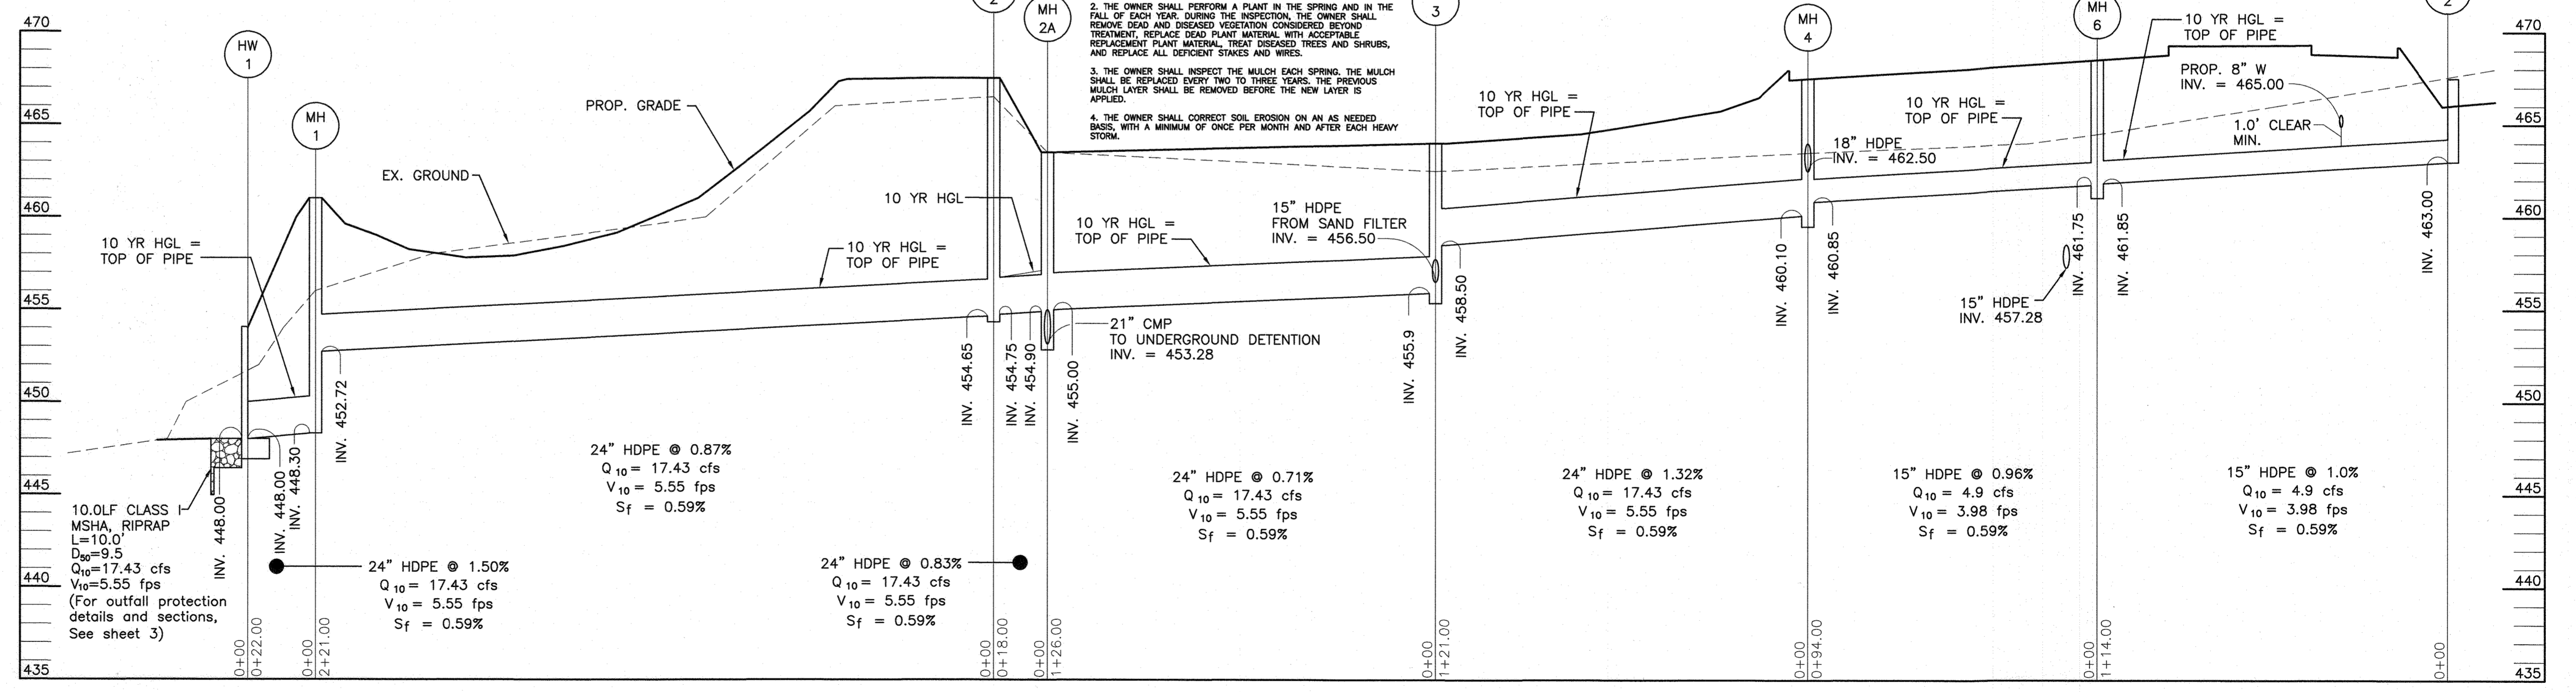 2. THE OWNER SHALL PERFORM A PLANT IN THE SPRING AND IN THE
FALL OF EACH YEAR. DURING THE INSPECTION, THE OWNER SHALL
REMOVE DEAD AND DISEASED VEGETATION CONSIDERED BEYOND
TREATMENT, REPLACE DEAD PLANT MATERIAL WITH ACCEPTABLE
REPLACEMENT PLANT MATERIAL, TREAT DISEASED TREES AND SHRUBS,
AND REPLACE ALL DEFICIENT STAKES AND WIRES.
3. THE OWNER SHALL INSPECT THE MULCH EACH SPRING. THE MULCH
SHALL BE REPLACED EVERY TWO TO THREE YEARS. THE PREVIOUS
MULCH LAYER SHALL BE REMOVED BEFORE THE NEW LAYER IS
APPLIED.
4. THE OWNER SHALL CORRECT SOIL EROSION ON AN AS NEEDED
BASIS, WITH A MINIMUM OF ONCE PER MONTH AND AFTER EACH HEAVY
STORM.
470
465
460
455
450
445
440
435
HW
1
MH
1
2
MH
2A
3
MH
4
MH
6
2
470
465
460
455
450
445
440
435
10 YR HGL =
TOP OF PIPE
EX. GROUND
PROP. GRADE
10 YR HGL =
TOP OF PIPE
10 YR HGL
10 YR HGL =
TOP OF PIPE
15" HDPE
FROM SAND FILTER
INV. = 456.50
10 YR HGL =
TOP OF PIPE
18" HDPE
INV. = 462.50
10 YR HGL =
TOP OF PIPE
10 YR HGL =
TOP OF PIPE
PROP. 8" W
INV. = 465.00
1.0' CLEAR
MIN.
21" CMP
TO UNDERGROUND DETENTION
INV. = 453.28
15" HDPE
INV. 457.28
INV. 448.00
INV. 448.00
INV. 448.30
INV. 452.72
INV. 454.65
INV. 454.75
INV. 454.90
INV. 455.00
INV. 455.9
INV. 458.50
INV. 460.10
INV. 460.85
INV. 461.75
INV. 461.85
INV. 463.00
10.0LF CLASS I
MSHA, RIPRAP
L=10.0'
D50=9.5
Q10=17.43 cfs
V10=5.55 fps
(For outfall protection
details and sections,
See sheet 3)
24" HDPE @ 1.50%
Q10 = 17.43 cfs
V10 = 5.55 fps
Sf = 0.59%
24" HDPE @ 0.87%
Q10 = 17.43 cfs
V10 = 5.55 fps
Sf = 0.59%
24" HDPE @ 0.83%
Q10 = 17.43 cfs
V10 = 5.55 fps
Sf = 0.59%
24" HDPE @ 0.71%
Q10 = 17.43 cfs
V10 = 5.55 fps
Sf = 0.59%
24" HDPE @ 1.32%
Q10 = 17.43 cfs
V10 = 5.55 fps
Sf = 0.59%
15" HDPE @ 0.96%
Q10 = 4.9 cfs
V10 = 3.98 fps
Sf = 0.59%
15" HDPE @ 1.0%
Q10 = 4.9 cfs
V10 = 3.98 fps
Sf = 0.59%
0+00
0+22.00
0+00
2+21.00
0+00
0+18.00
0+00
1+26.00
0+00
1+21.00
0+00
0+94.00
0+00
1+14.00
0+00